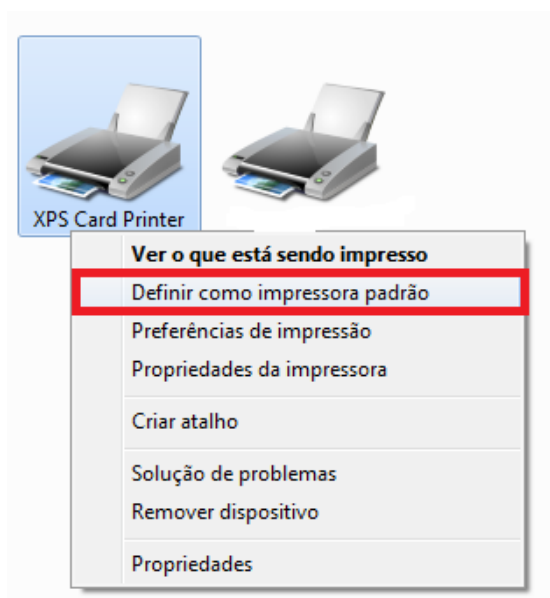 XPS Card Printer
Ver o que está sendo impresso
Definir como impressora padrão
Preferências de impressão
Propriedades da impressora
Criar atalho
Solução de problemas
Remover dispositivo
Propriedades